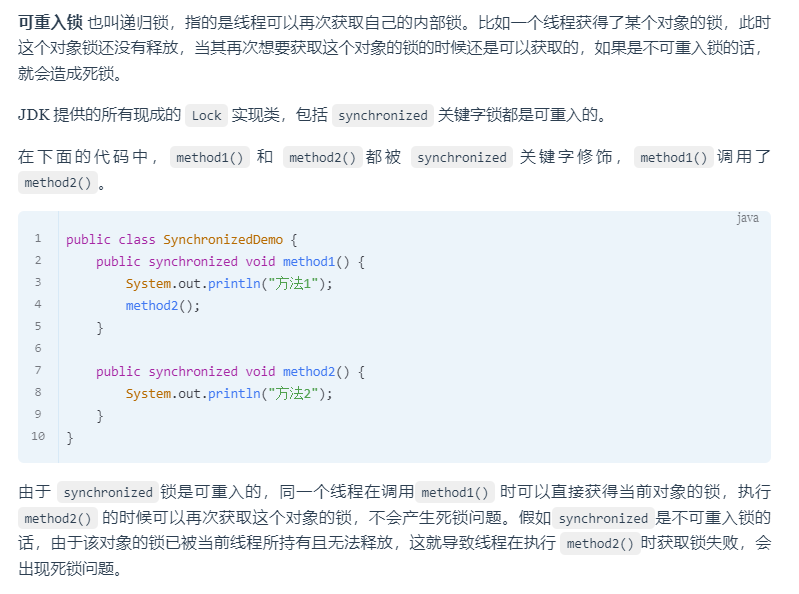 可重入锁 也叫递归锁，指的是线程可以再次获取自己的内部锁。比如一个线程获得了某个对象的锁，此时
这个对象锁还没有释放，当其再次想要获取这个对象的锁的时候还是可以获取的，如果是不可重入锁的话，
就会造成死锁。
JDK 提供的所有现成的 Lock 实现类，包括 synchronized 关键字锁都是可重入的。
在下面的代码中， method1() 和 method2() 都被 synchronized 关键字修饰， method1() 调用了
method2() 。
java
1 public class SynchronizedDemo {
2     public synchronized void method1() {
3         System.out.println("方法1");
4         method2();
5     }
6
7     public synchronized void method2() {
8         System.out.println("方法2");
9     }
10 }
由于 synchronized 锁是可重入的，同一个线程在调用 method1() 时可以直接获得当前对象的锁，执行
method2() 的时候可以再次获取这个对象的锁，不会产生死锁问题。假如 synchronized 是不可重入锁的
话，由于该对象的锁已被当前线程所持有且无法释放，这就导致线程在执行 method2() 时获取锁失败，会
出现死锁问题。